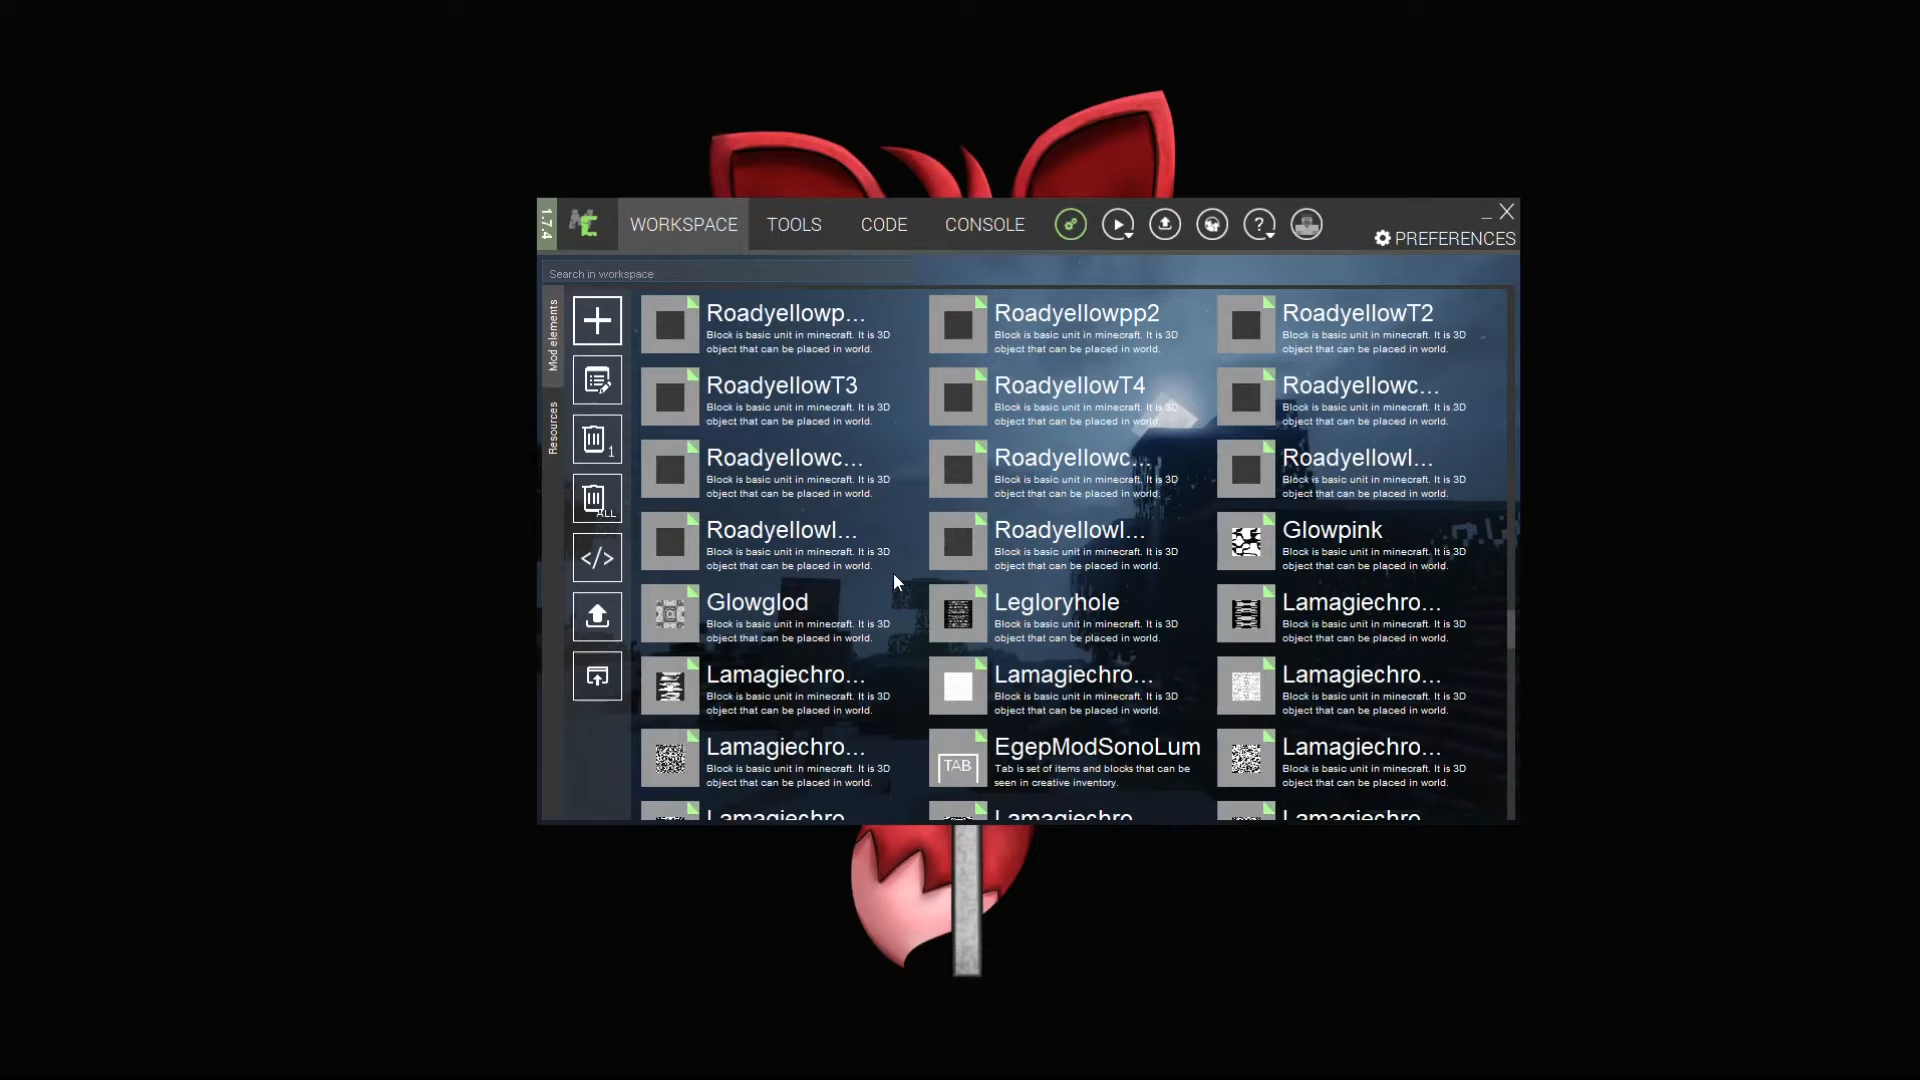 1.7.4
WORKSPACE TOOLS CODE CONSOLE ?
PREFERENCES
Search in workspace
Mod elements
Resources
1
ALL
</>
Roadyellowp...
Block is basic unit in minecraft. It is 3D
object that can be placed in world.
Roadyellowpp2
Block is basic unit in minecraft. It is 3D
object that can be placed in world.
RoadyellowT2
Block is basic unit in minecraft. It is 3D
object that can be placed in world.
RoadyellowT3
Block is basic unit in minecraft. It is 3D
object that can be placed in world.
RoadyellowT4
Block is basic unit in minecraft. It is 3D
object that can be placed in world.
Roadyellowc...
Block is basic unit in minecraft. It is 3D
object that can be placed in world.
Roadyellowc...
Block is basic unit in minecraft. It is 3D
object that can be placed in world.
Roadyellowc...
Block is basic unit in minecraft. It is 3D
object that can be placed in world.
Roadyellowl...
Block is basic unit in minecraft. It is 3D
object that can be placed in world.
Roadyellowl...
Block is basic unit in minecraft. It is 3D
object that can be placed in world.
Roadyellowl...
Block is basic unit in minecraft. It is 3D
object that can be placed in world.
Glowpink
Block is basic unit in minecraft. It is 3D
object that can be placed in world.
Glowglod
Block is basic unit in minecraft. It is 3D
object that can be placed in world.
Legloryhole
Block is basic unit in minecraft. It is 3D
object that can be placed in world.
Lamagiechro...
Block is basic unit in minecraft. It is 3D
object that can be placed in world.
Lamagiechro...
Block is basic unit in minecraft. It is 3D
object that can be placed in world.
Lamagiechro...
Block is basic unit in minecraft. It is 3D
object that can be placed in world.
Lamagiechro...
Block is basic unit in minecraft. It is 3D
object that can be placed in world.
Lamagiechro...
Block is basic unit in minecraft. It is 3D
object that can be placed in world.
TAB
EgepModSonoLum
Tab is set of items and blocks that can be
seen in creative inventory.
Lamagiechro...
Block is basic unit in minecraft. It is 3D
object that can be placed in world.
Lamagiechro
Lamagiechro
Lamagiechro